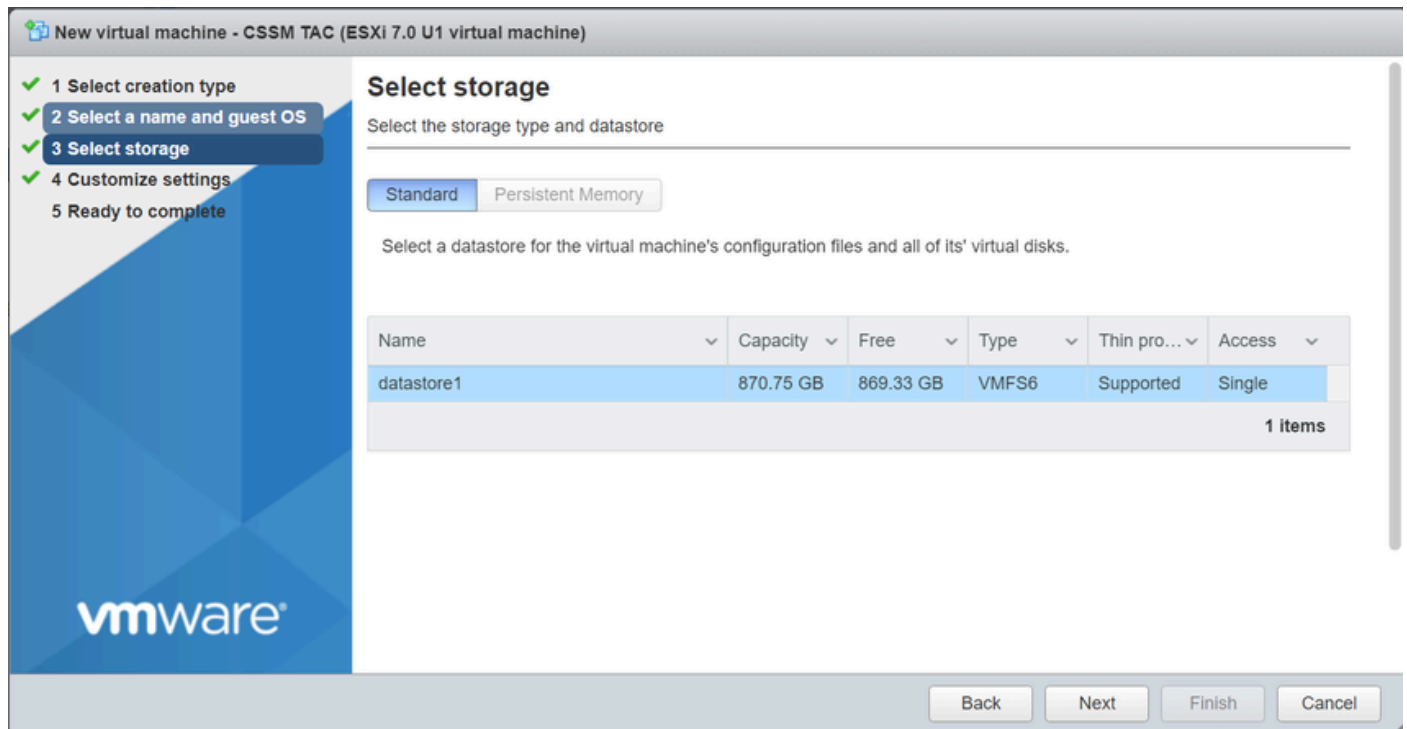 New virtual machine - CSSM TAC (ESXi 7.0 U1 virtual machine)
1 Select creation type
2 Select a name and guest OS
3 Select storage
4 Customize settings
5 Ready to complete
vmware®
Select storage
Select the storage type and datastore
Standard Persistent Memory
Select a datastore for the virtual machine's configuration files and all of its' virtual disks.
Name Capacity Free Type Thin pro... Access
datastore1 870.75 GB 869.33 GB VMFS6 Supported Single
1 items
Back Next Finish Cancel